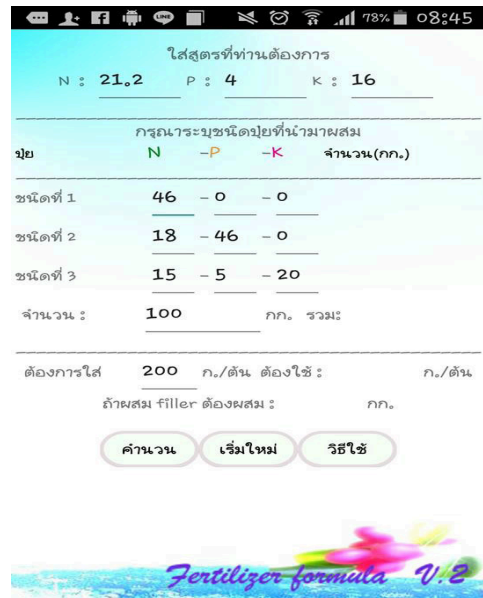 LINE 78% 08:45
ใส่สูตรที่ท่านต้องการ
N : 21.2 P : 4 K : 16
กรุณาระบุชนิดปุ๋ยที่นำมาผสม
ปุ๋ย N -P -K จำนวน(กก.)
ชนิดที่ 1 46 - 0 - 0
ชนิดที่ 2 18 - 46 - 0
ชนิดที่ 3 15 - 5 - 20
จำนวน : 100 กก. รวม:
ต้องการใส่ 200 ก./ต้น ต้องใช้ : ก./ต้น
ถ้าผสม filler ต้องผสม : กก.
คำนวน เริ่มใหม่ วิธีใช้
Fertilizer formula V.2